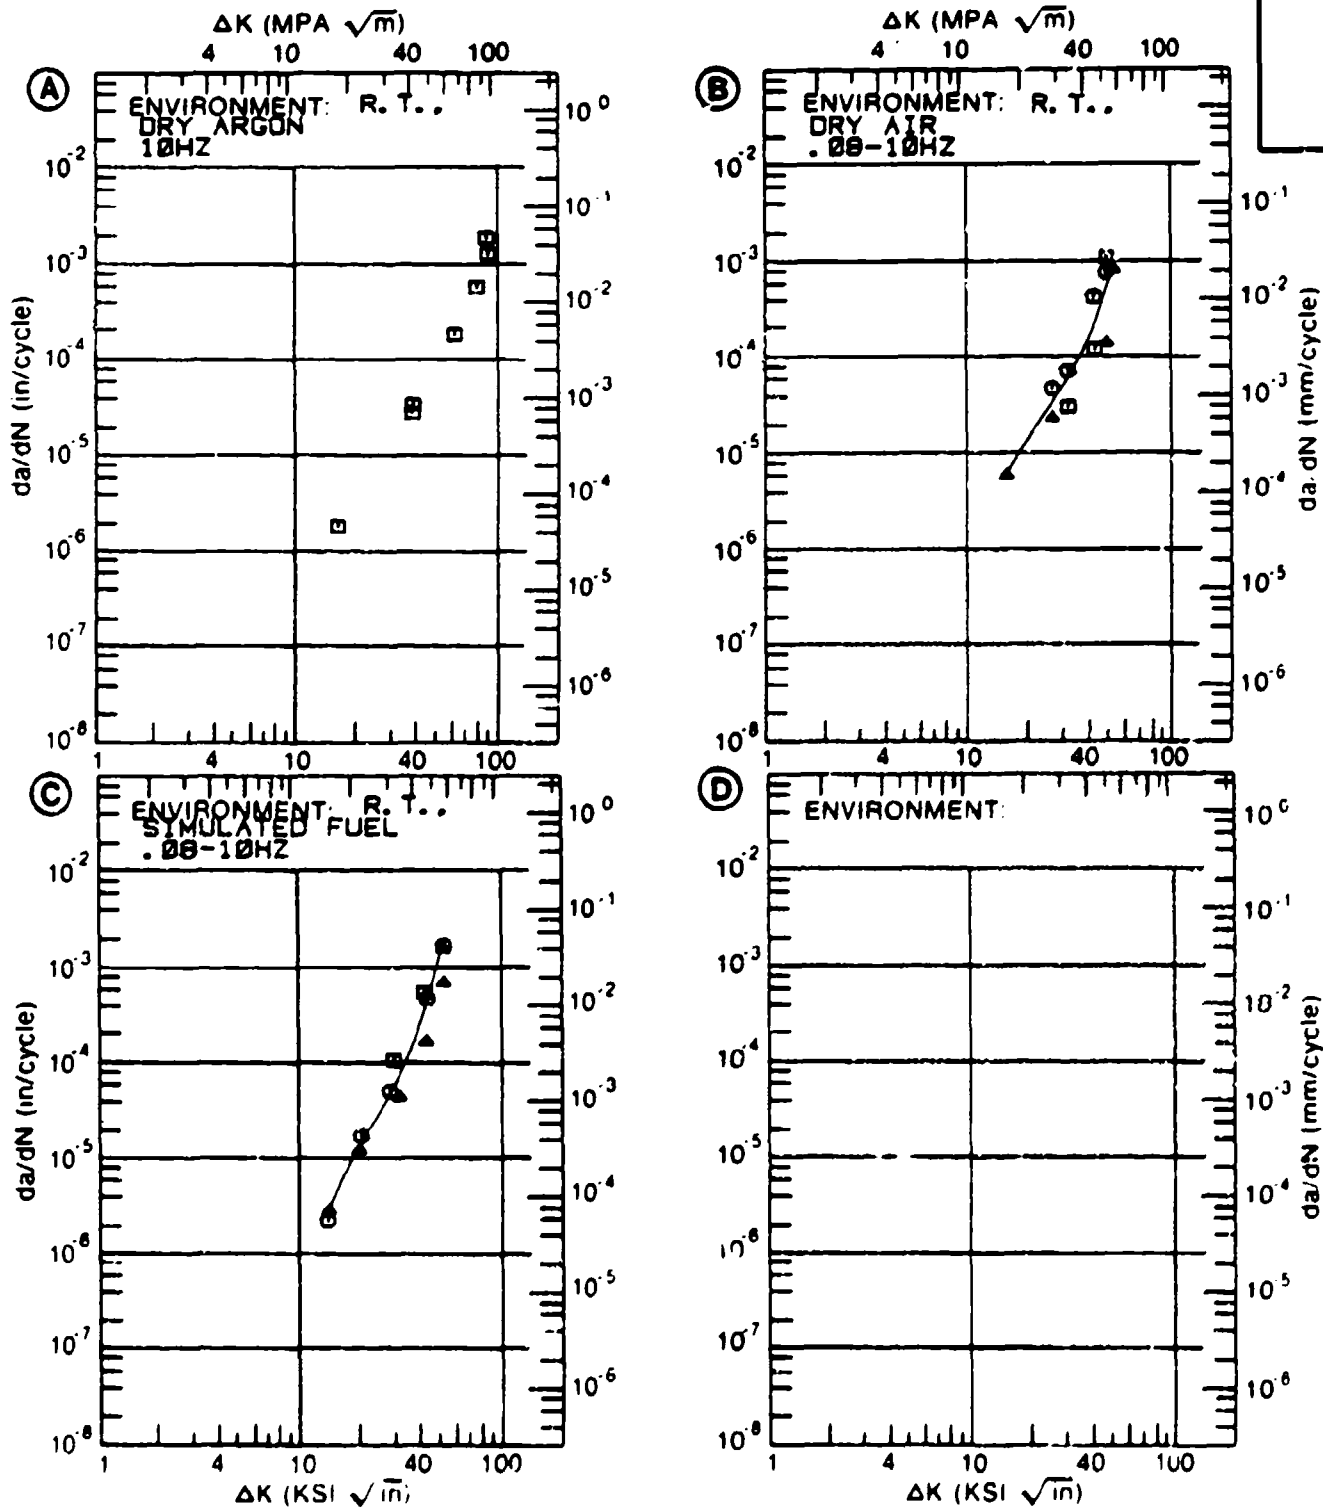 ΔK (MPA √m)
4 10 40 100
A
ENVIRONMENT: R. T.,
DRY ARGON
10HZ
10^0
10^-2
10^-1
10^-3
10^-2
10^-4
10^-3
10^-5
10^-4
10^-6
10^-5
10^-7
10^-6
10^-8
1 4 10 40 100
da/dN (in/cycle)
ΔK (MPA √m)
4 10 40 100
B
ENVIRONMENT: R. T.,
DRY AIR
.08-10HZ
10^-2
10^-1
10^-3
10^-2
10^-4
10^-3
10^-5
10^-4
10^-6
10^-5
10^-7
10^-6
10^-8
1 4 10 40 100
da.dN (mm/cycle)
C
ENVIRONMENT: R. T.,
SIMULATED FUEL
.08-10HZ
10^0
10^-2
10^-1
10^-3
10^-2
10^-4
10^-3
10^-5
10^-4
10^-6
10^-5
10^-7
10^-6
10^-8
1 4 10 40 100
da/dN (in/cycle)
ΔK (KSI √in)
D
ENVIRONMENT:
10^0
10^-2
10^-1
10^-3
10^-2
10^-4
10^-3
10^-5
10^-4
10^-6
10^-5
10^-7
10^-6
10^-8
1 4 10 40 100
da/dN (mm/cycle)
ΔK (KSI √in)